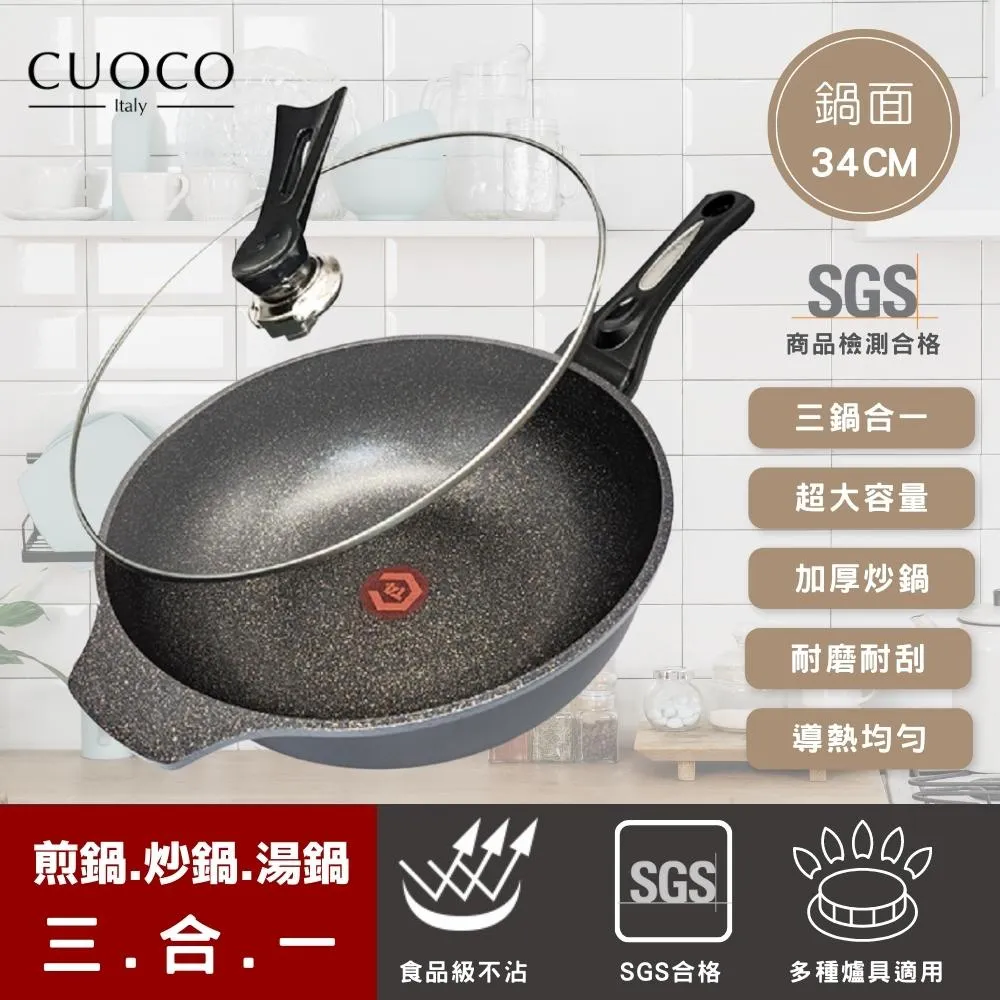 CUOCO
Italy
鍋面
34CM
SGS
商品檢測合格
三鍋合一
超大容量
加厚炒鍋
耐磨耐刮
導熱均勻
煎鍋.炒鍋.湯鍋
三.合.一
食品級不沾
SGS
SGS合格
多種爐具適用